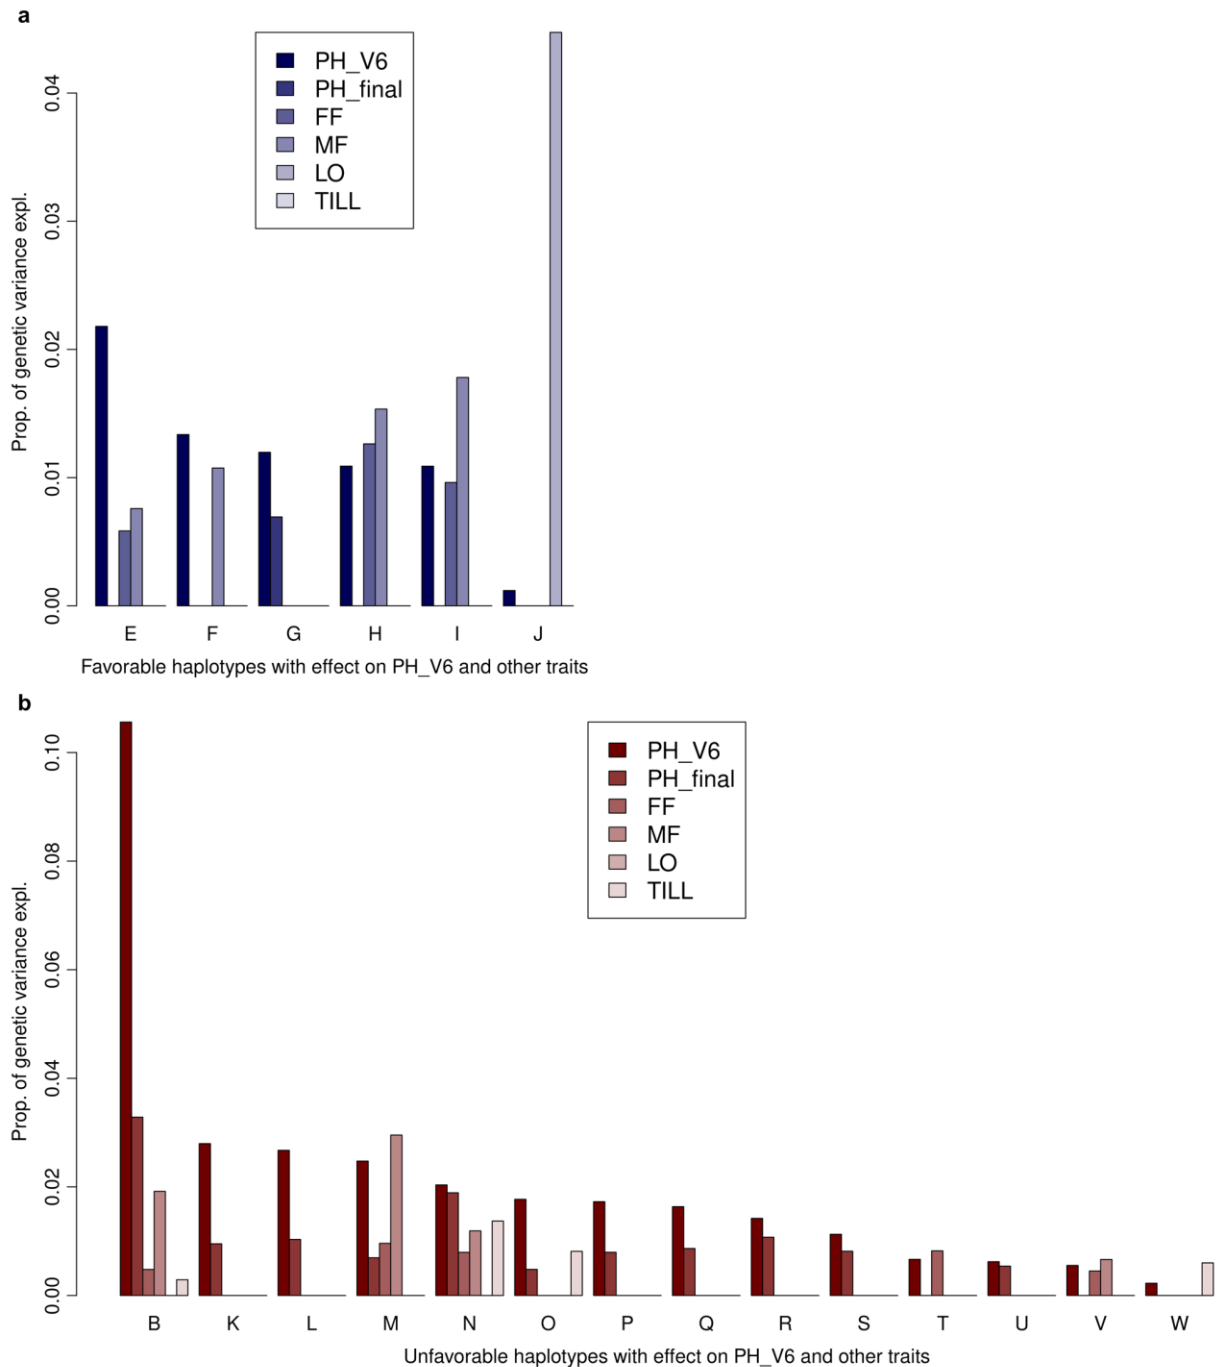 a
PH_V6
PH_final
FF
MF
LO
TILL
Prop. of genetic variance expl.
0.04
0.03
0.02
0.01
0.00
E F G H I J
Favorable haplotypes with effect on PH_V6 and other traits
b
PH_V6
PH_final
FF
MF
LO
TILL
Prop. of genetic variance expl.
0.10
0.08
0.06
0.04
0.02
0.00
B K L M N O P Q R S T U V W
Unfavorable haplotypes with effect on PH_V6 and other traits